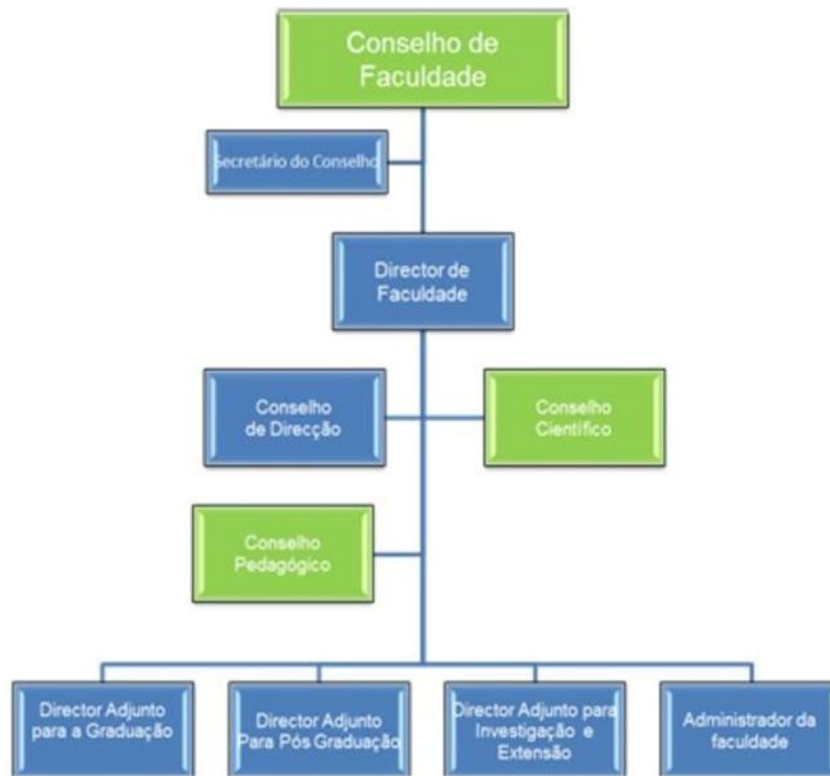 Conselho de
Faculdade
Secretário do Conselho
Director de
Faculdade
Conselho
de Direcção
Conselho
Científico
Conselho
Pedagógico
Director Adjunto
para a Graduação
Director Adjunto
Para Pós Graduação
Director Adjunto para
Investigação e
Extensão
Administrador da
faculdade